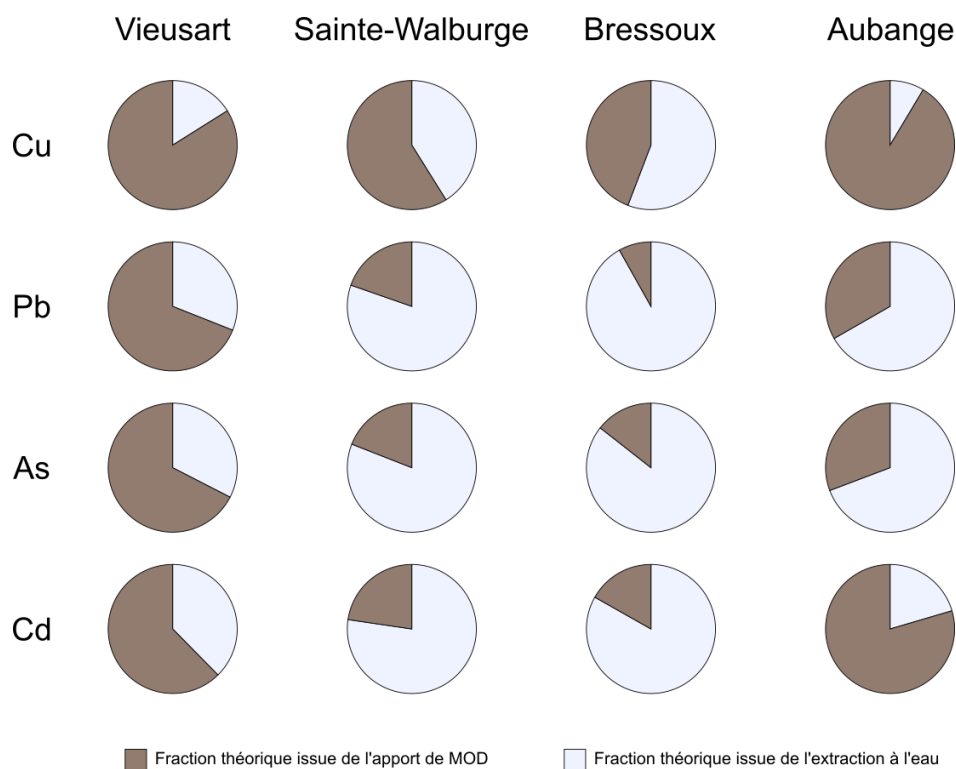 Vieusart Sainte-Walburge Bressoux Aubange
Cu
Pb
As
Cd
Fraction théorique issue de l'apport de MOD Fraction théorique issue de l'extraction à l'eau